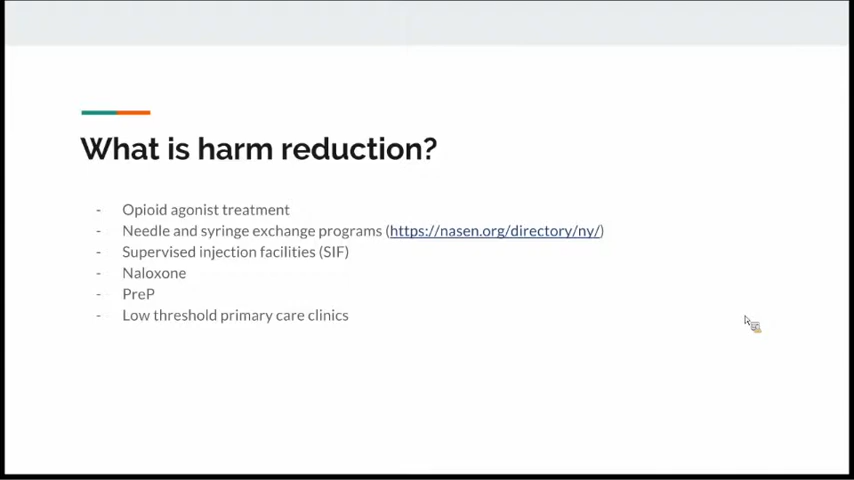 What is harm reduction?
- Opioid agonist treatment
- Needle and syringe exchange programs (https://nasen.org/directory/ny/)
- Supervised injection facilities (SIF)
- Naloxone
- PreP
- Low threshold primary care clinics